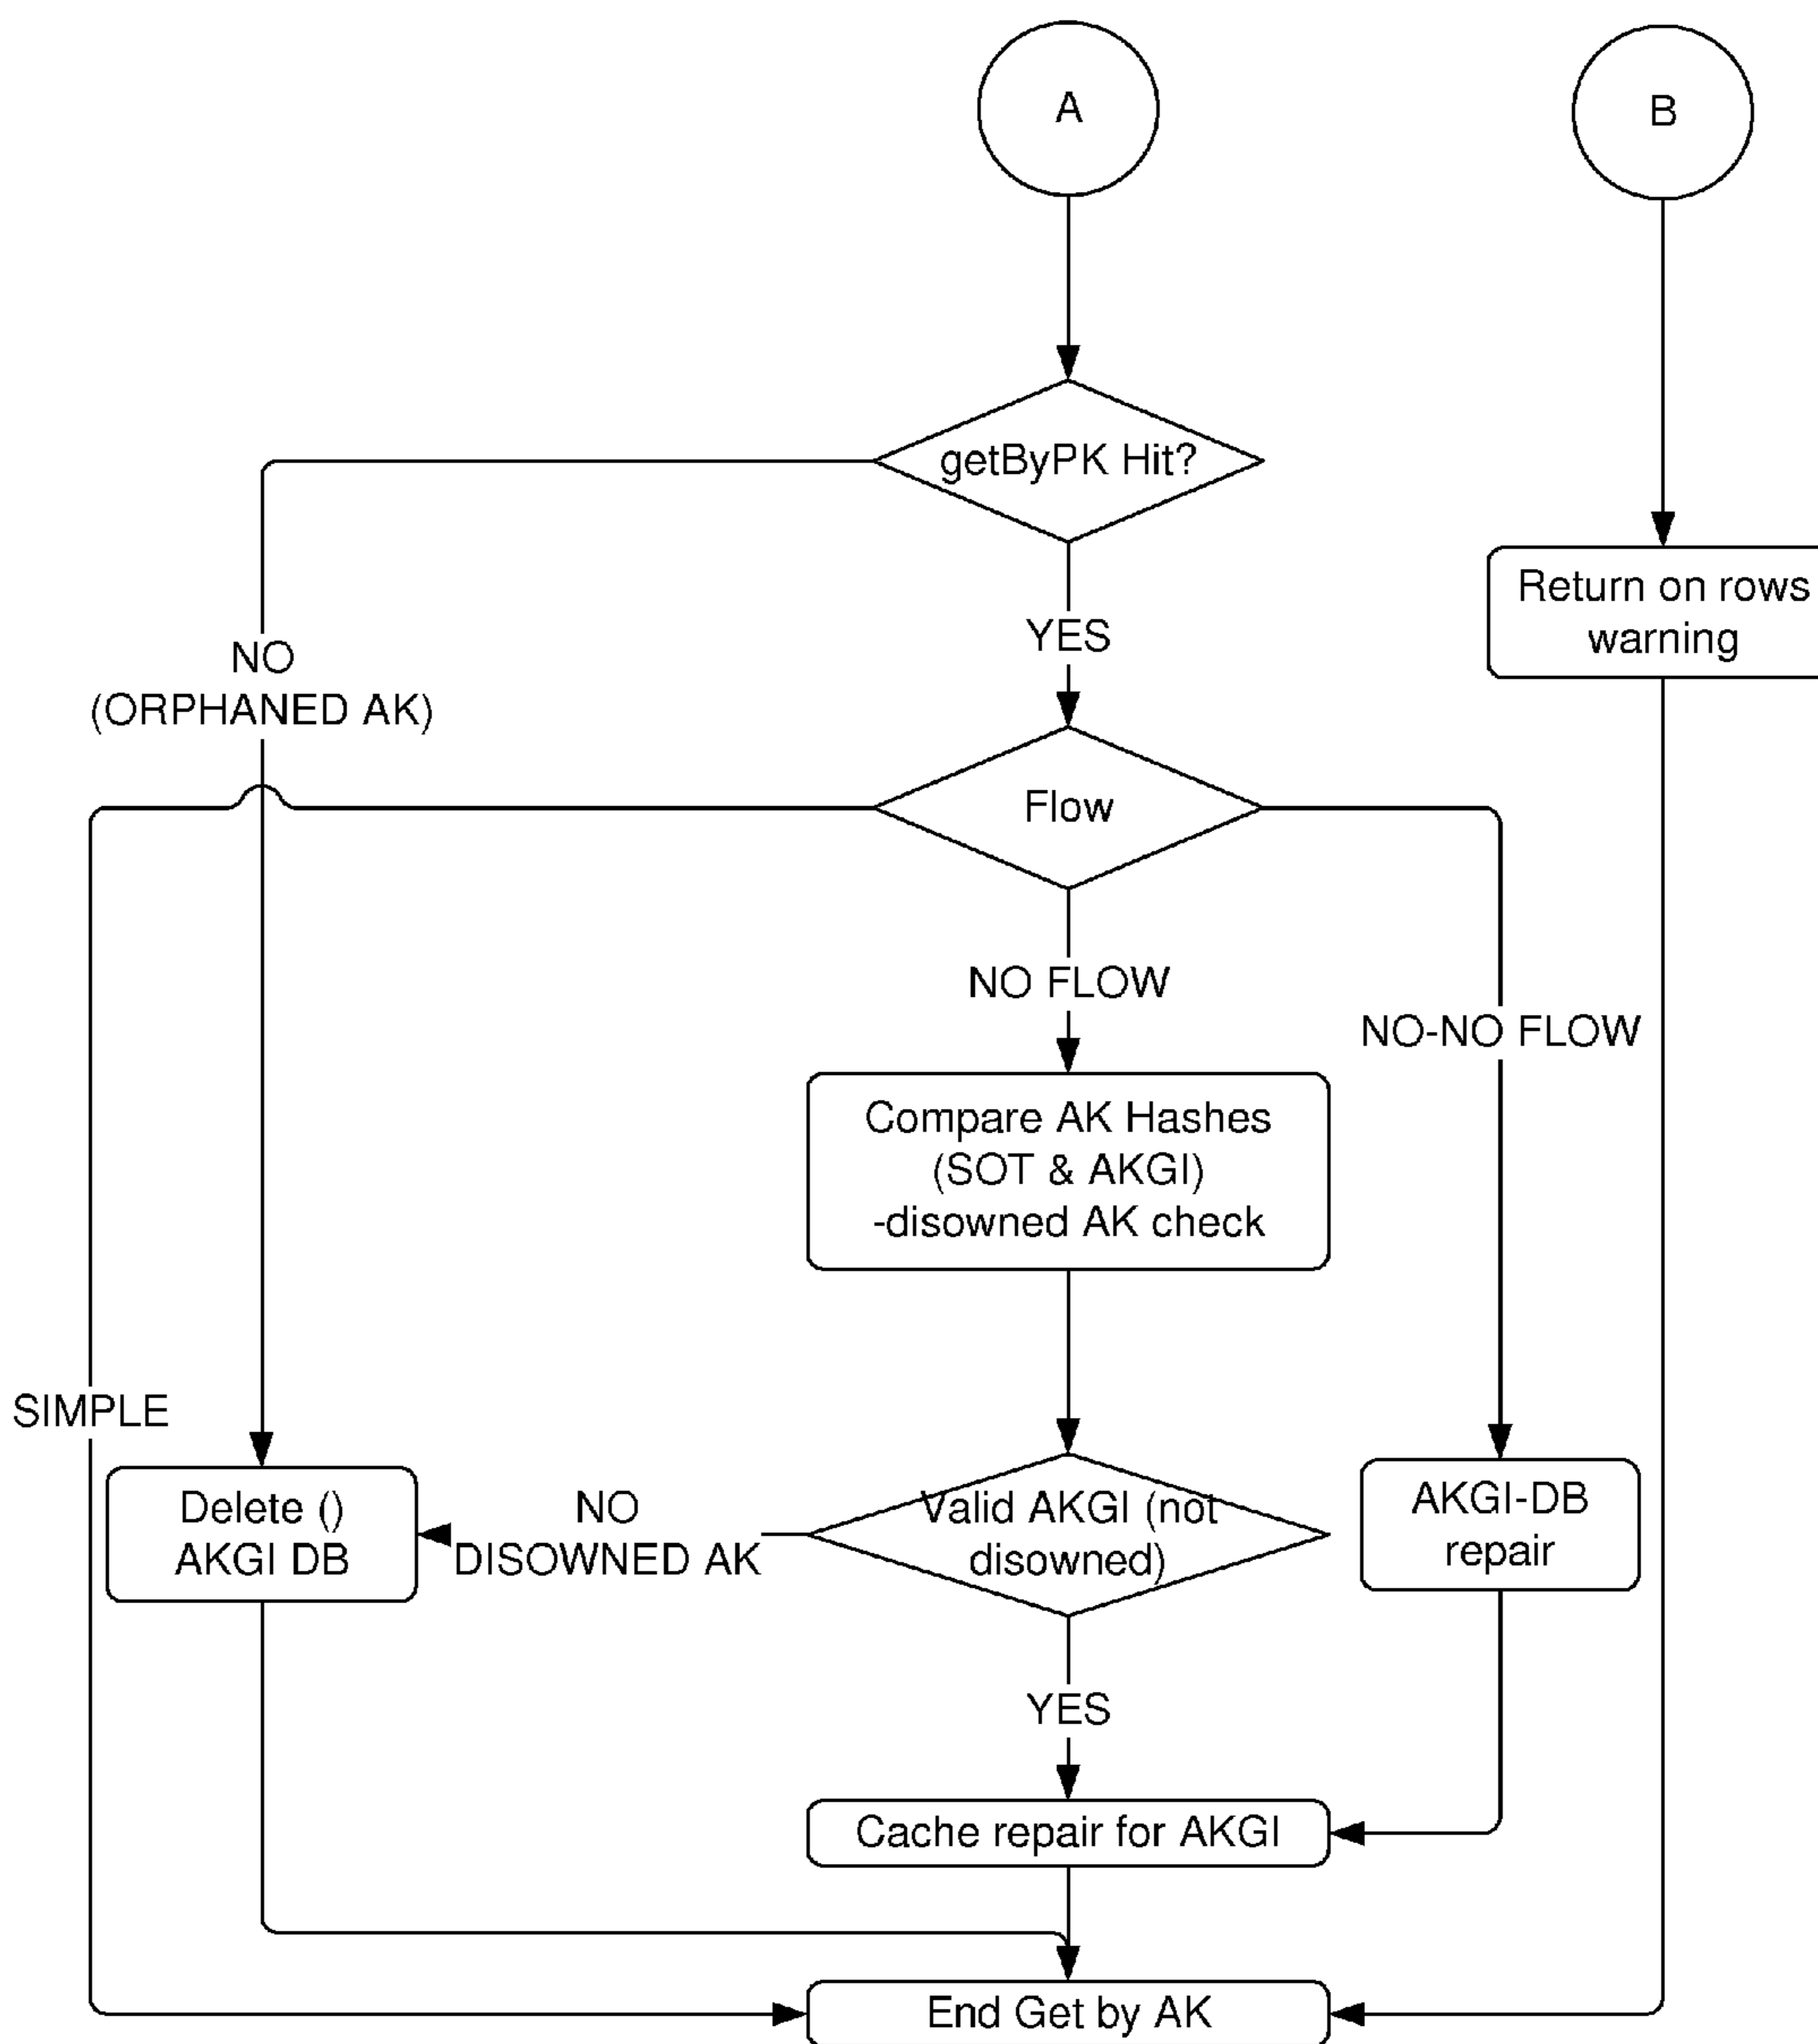 A
B
getByPK Hit?
Return on rows
warning
YES
NO
(ORPHANED AK)
Flow
NO FLOW
NO-NO FLOW
Compare AK Hashes
(SOT & AKGI)
-disowned AK check
SIMPLE
Delete ()
AKGI DB
NO
DISOWNED AK
Valid AKGI (not
disowned)
AKGI-DB
repair
YES
Cache repair for AKGI
End Get by AK